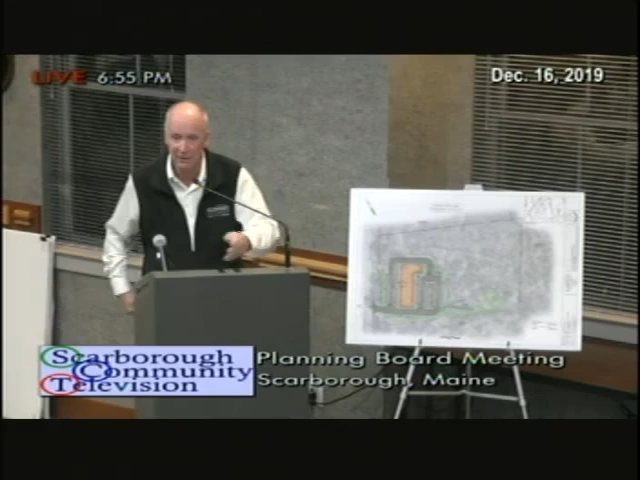 LIVE 6:55 PM
Dec. 16, 2019
Scarborough
Community
Television
Planning Board Meeting
Scarborough, Maine